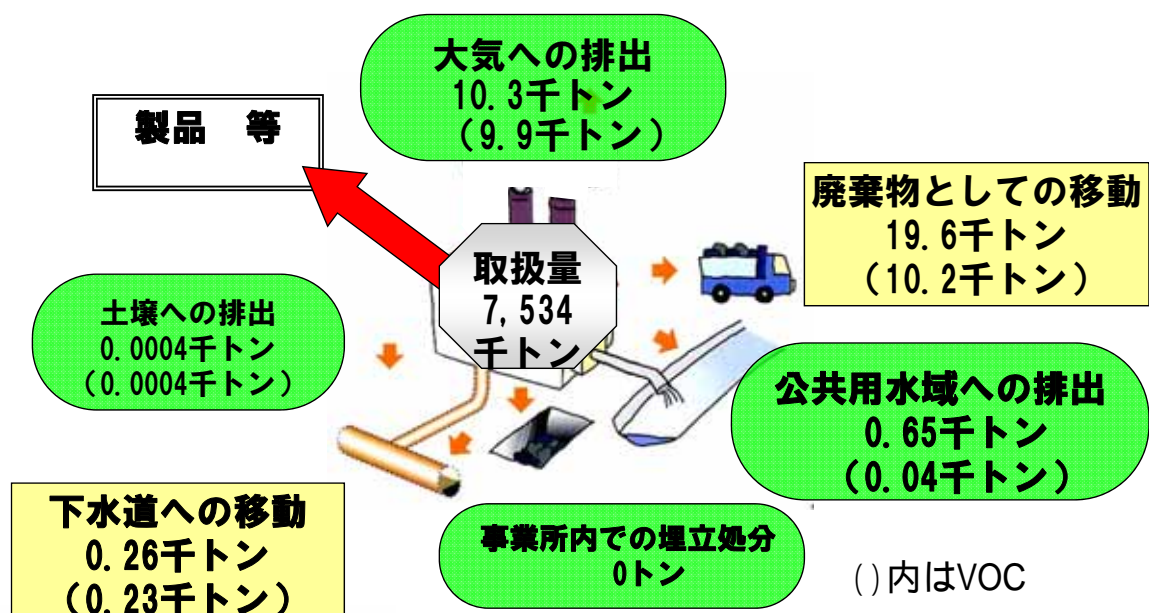 大気への排出
10.3千トン
(9.9千トン)
製品 等
廃棄物としての移動
19.6千トン
(10.2千トン)
取扱量
7,534
千トン
土壌への排出
0.0004千トン
(0.0004千トン)
公共用水域への排出
0.65千トン
(0.04千トン)
下水道への移動
0.26千トン
(0.23千トン)
事業所内での埋立処分
0トン
()内はVOC